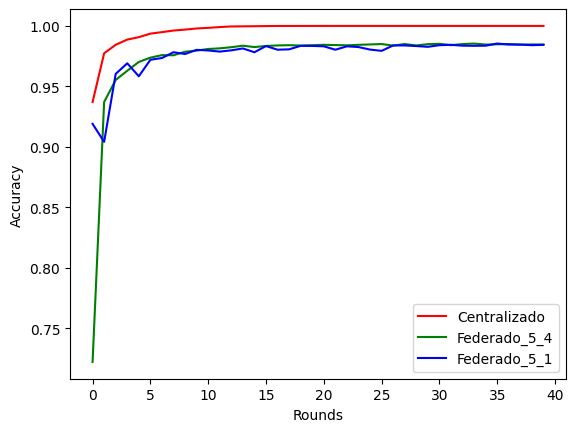 1.00
0.95
0.90
0.85
0.80
0.75
Accuracy
0 5 10 15 20 25 30 35 40
Rounds
Centralizado
Federado_5_4
Federado_5_1